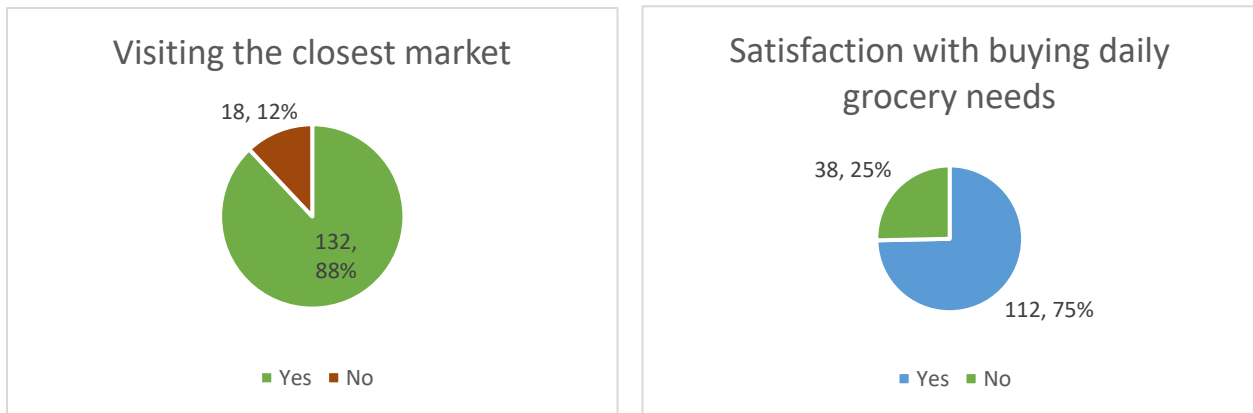 Visiting the closest market
18, 12%
132,
88%
Yes No
Satisfaction with buying daily
grocery needs
38, 25%
112, 75%
Yes No